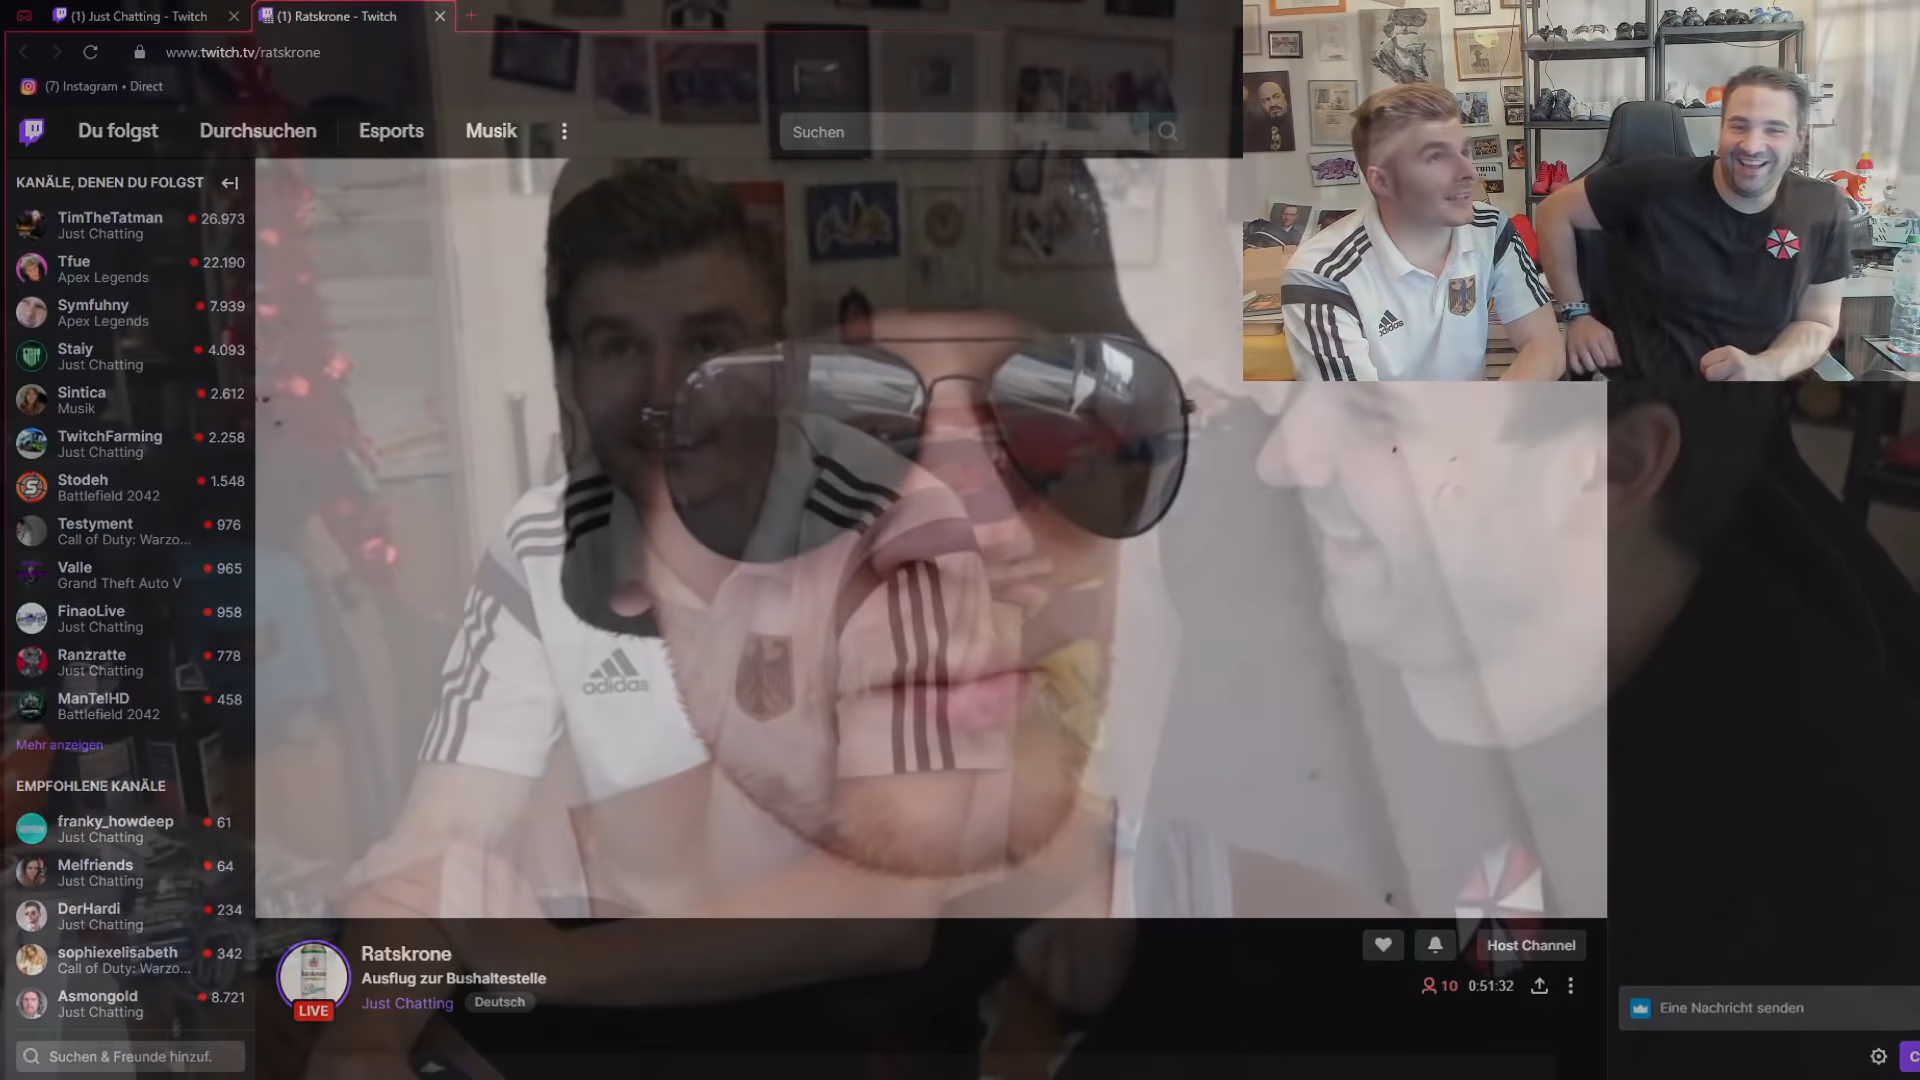 (1) Just Chatting - Twitch
(1) Ratskrone - Twitch
www.twitch.tv/ratskrone
(7) Instagram • Direct
Du folgst
Durchsuchen
Esports
Musik
Suchen
KANÄLE, DENEN DU FOLGST
TimTheTatman
26.973
Just Chatting
Tfue
22.190
Apex Legends
Symfuhny
7.939
Apex Legends
Staiy
4.093
Just Chatting
Sintica
2.612
Musik
TwitchFarming
2.258
Just Chatting
Stodeh
1.548
Battlefield 2042
Testyment
976
Call of Duty: Warzo...
Valle
965
Grand Theft Auto V
FinaoLive
958
Just Chatting
Ranzratte
778
Just Chatting
ManTelHD
458
Battlefield 2042
Mehr anzeigen
EMPFOHLENE KANÄLE
franky_howdeep
61
Just Chatting
Melfriends
64
Just Chatting
DerHardi
234
Just Chatting
sophiexelisabeth
342
Call of Duty: Warzo...
Asmongold
8.721
Just Chatting
Suchen & Freunde hinzuf.
adidas
adidas
Ratskrone
Ausflug zur Bushaltestelle
Just Chatting
Deutsch
LIVE
Host Channel
10
0:51:32
Eine Nachricht senden